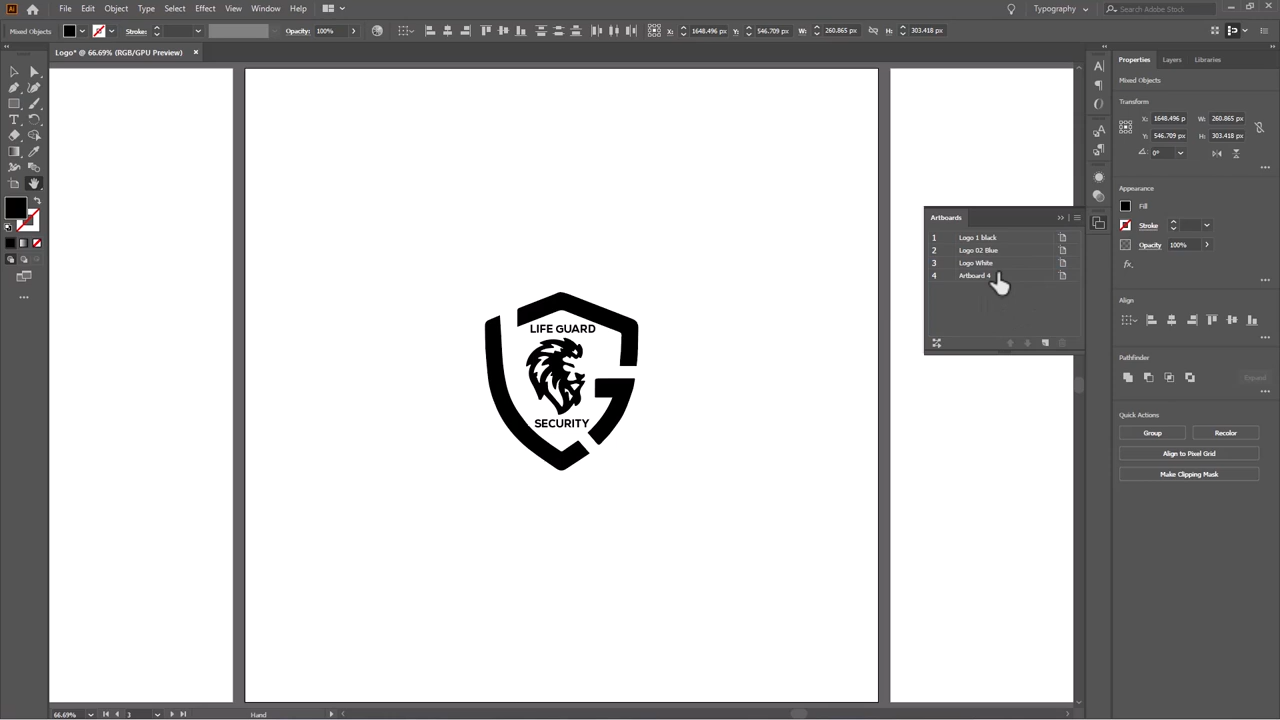 Ai File Edit Object Type Select Effect View Window Help Typography Search Adobe Stock
Mixed Objects Stroke: Opacity: 100% X: 1648.496 px Y: 546.709 px W: 260.865 px H: 303.418 px
Logo* @ 66.69% (RGB/GPU Preview) ×
Properties Layers Libraries
Mixed Objects
Transform
X: 1648.496 p W: 260.865 px
Y: 546.709 px H: 303.418 px
0°
Appearance
Fill
Stroke
Opacity 100%
fx
Align
Pathfinder
Expand
Quick Actions
Group Recolor
Align to Pixel Grid
Make Clipping Mask
Artboards
1 Logo 1 black
2 Logo 02 Blue
3 Logo White
4 Artboard 4
LIFE GUARD
SECURITY
66.69% 3 Hand